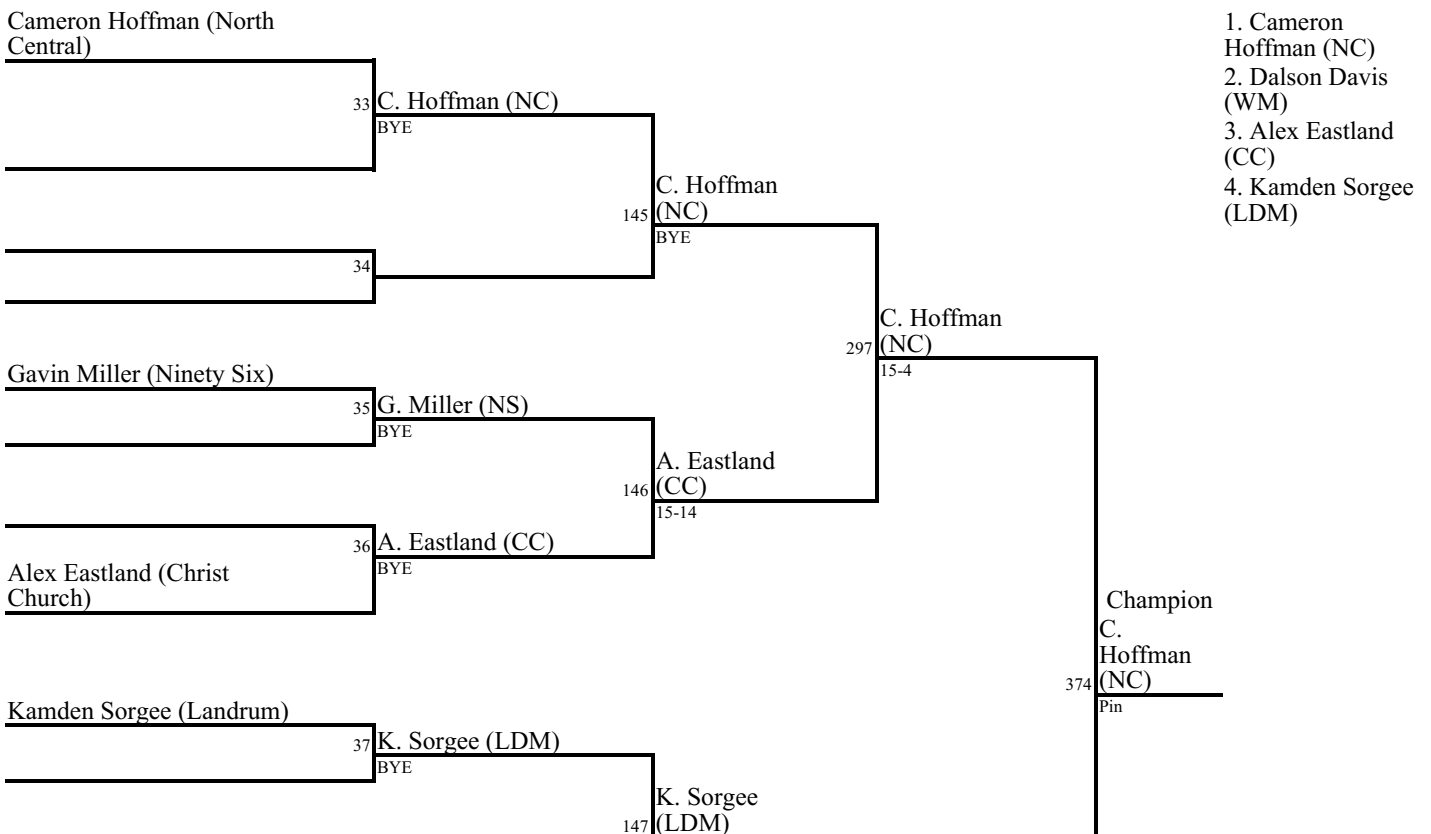 Cameron Hoffman (North
Central)
33 C. Hoffman (NC)
BYE
C. Hoffman
145 (NC)
BYE
34
C. Hoffman
297 (NC)
15-4
Gavin Miller (Ninety Six)
35 G. Miller (NS)
BYE
A. Eastland
146 (CC)
15-14
36 A. Eastland (CC)
BYE
Alex Eastland (Christ
Church)
Champion
C.
Hoffman
374 (NC)
Pin
Kamden Sorgee (Landrum)
37 K. Sorgee (LDM)
BYE
K. Sorgee
147 (LDM)
1. Cameron
Hoffman (NC)
2. Dalson Davis
(WM)
3. Alex Eastland
(CC)
4. Kamden Sorgee
(LDM)